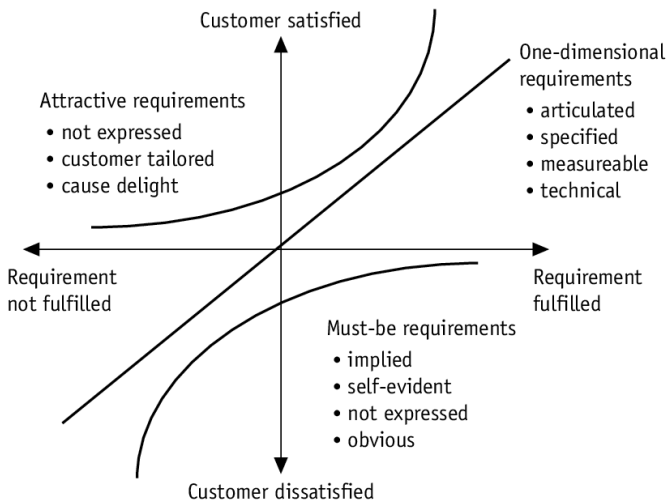 Customer satisfied
One-dimensional
requirements
• articulated
• specified
• measureable
• technical
Attractive requirements
• not expressed
• customer tailored
• cause delight
Requirement
not fulfilled
Requirement
fulfilled
Must-be requirements
• implied
• self-evident
• not expressed
• obvious
Customer dissatisfied